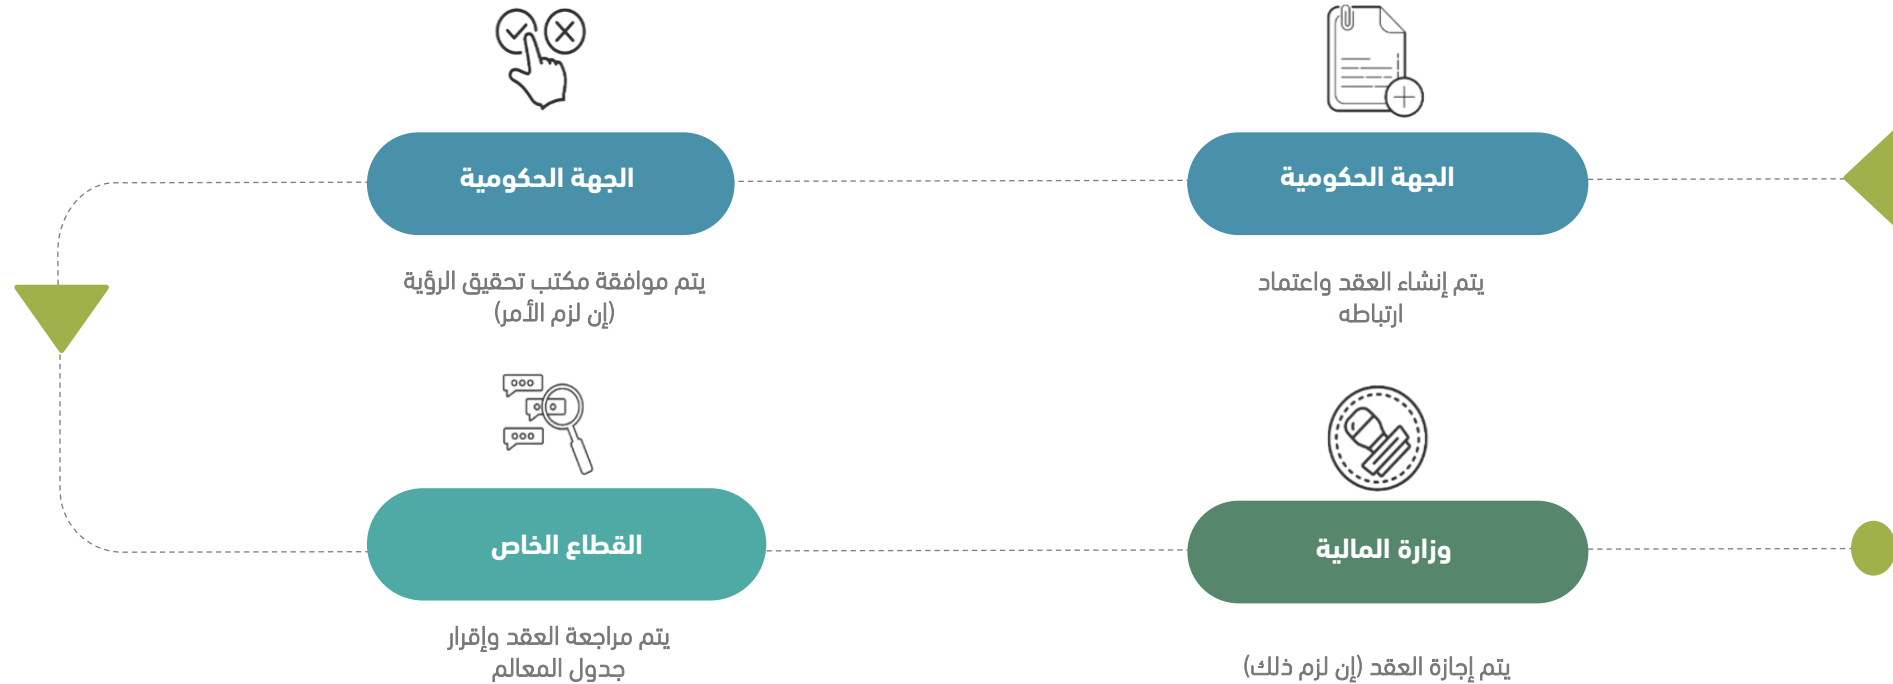 الجهة الحكومية
يتم إنشاء العقد واعتماد
ارتباطه
الجهة الحكومية
يتم موافقة مكتب تحقيق الرؤية
(إن لزم الأمر)
القطاع الخاص
يتم مراجعة العقد وإقرار
جدول المعالم
وزارة المالية
يتم إجازة العقد (إن لزم ذلك)